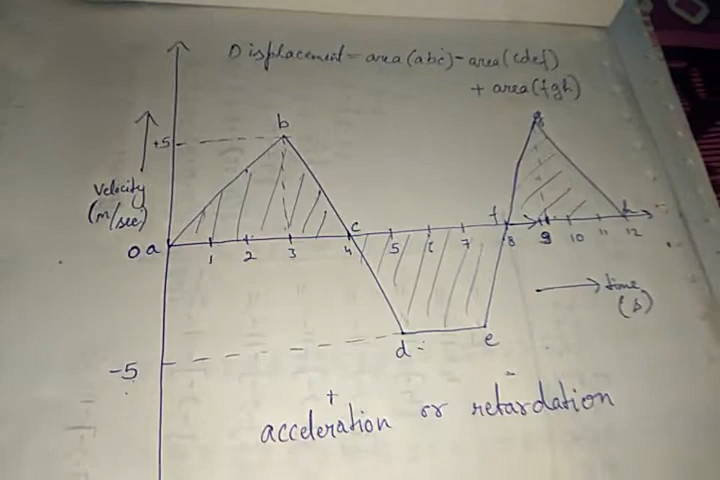 Displacement = area (abc) - area (cdef)
+ area (fgh)
b
+5
g
Velocity
(m/sec)
f
h
c
0 a
1 2 3 4 5 6 7 8 9 10 11 12
time
(s)
d
e
-5
+ -
acceleration or retardation